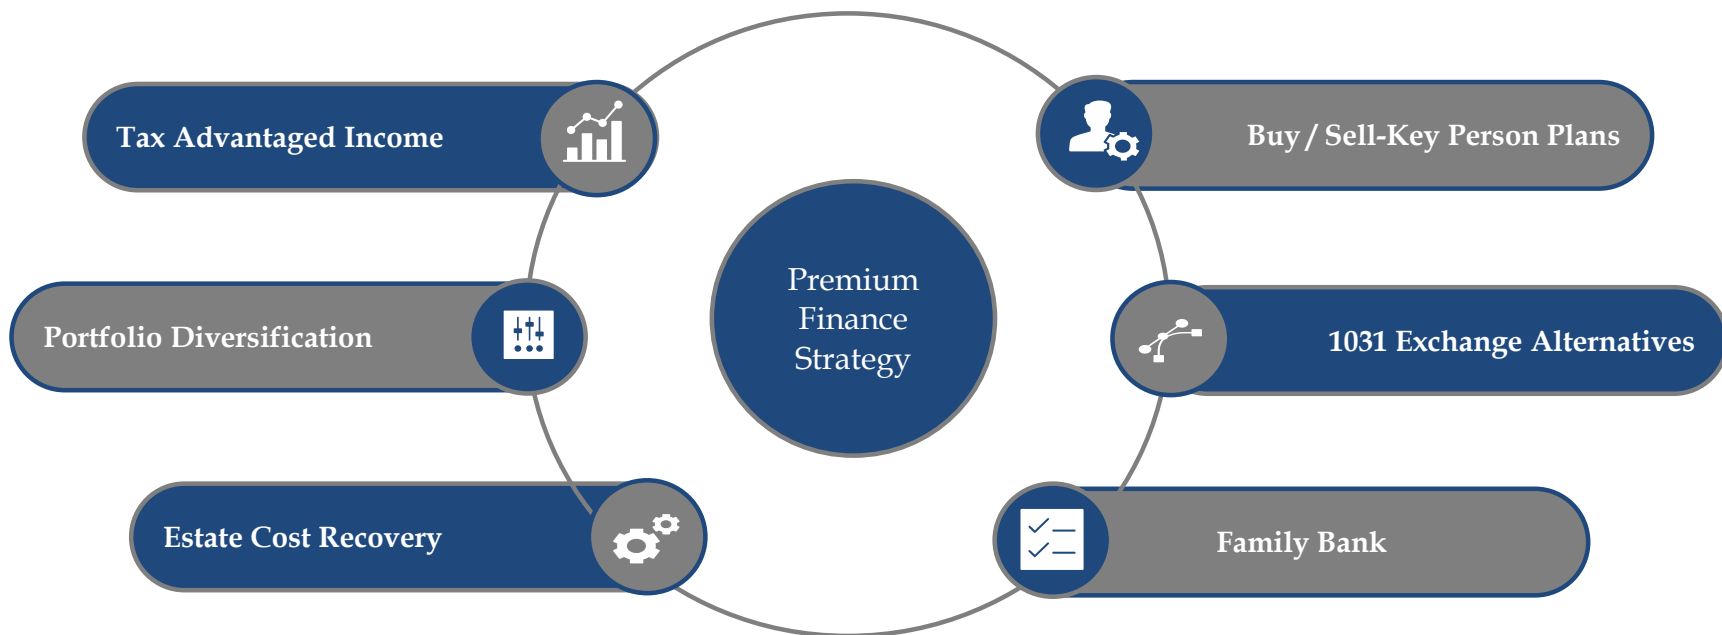 Tax Advantaged Income
Portfolio Diversification
Estate Cost Recovery
Premium
Finance
Strategy
Buy / Sell-Key Person Plans
1031 Exchange Alternatives
Family Bank